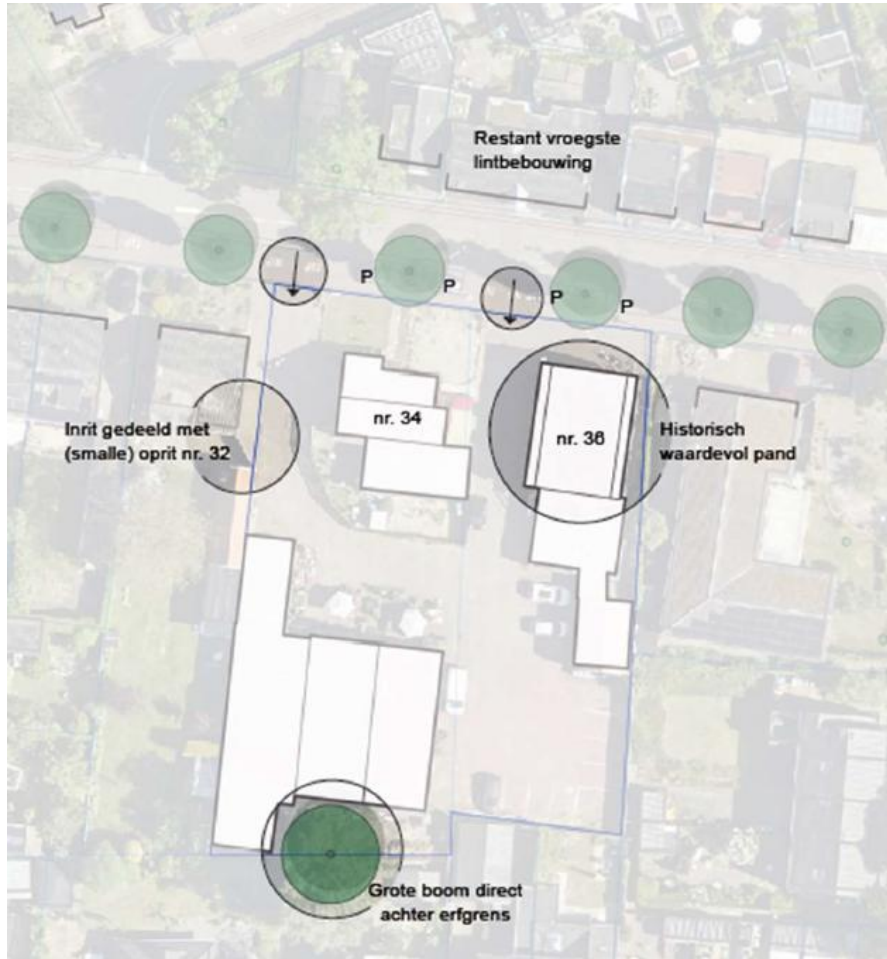 Restant vroegste
lintbebouwing
P
P
P
P
nr. 34
nr. 36
Inrit gedeeld met
(smalle) oprit nr. 32
Historisch
waardevol pand
Grote boom direct
achter erfgrens